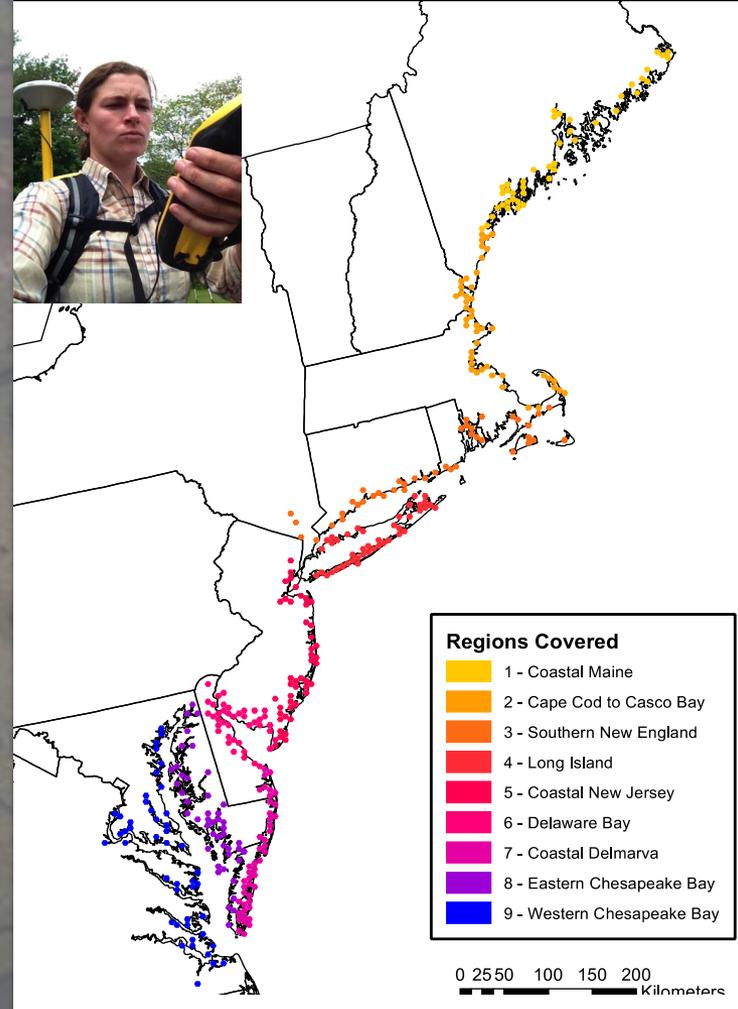 Regions Covered
1 - Coastal Maine
2 - Cape Cod to Casco Bay
3 - Southern New England
4 - Long Island
5 - Coastal New Jersey
6 - Delaware Bay
7 - Coastal Delmarva
8 - Eastern Chesapeake Bay
9 - Western Chesapeake Bay
0 25 50 100 150 200
Kilometers